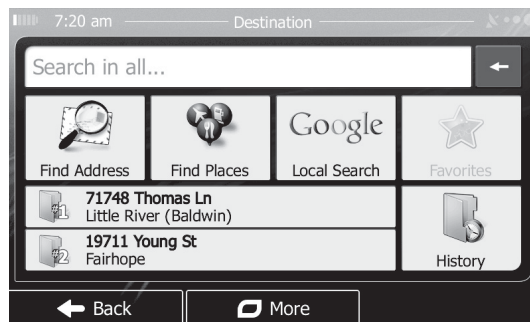 7:20 am
Destination
Search in all...
Find Address
Find Places
Google
Local Search
Favorites
#1
71748 Thomas Ln
Little River (Baldwin)
#2
19711 Young St
Fairhope
History
Back
More